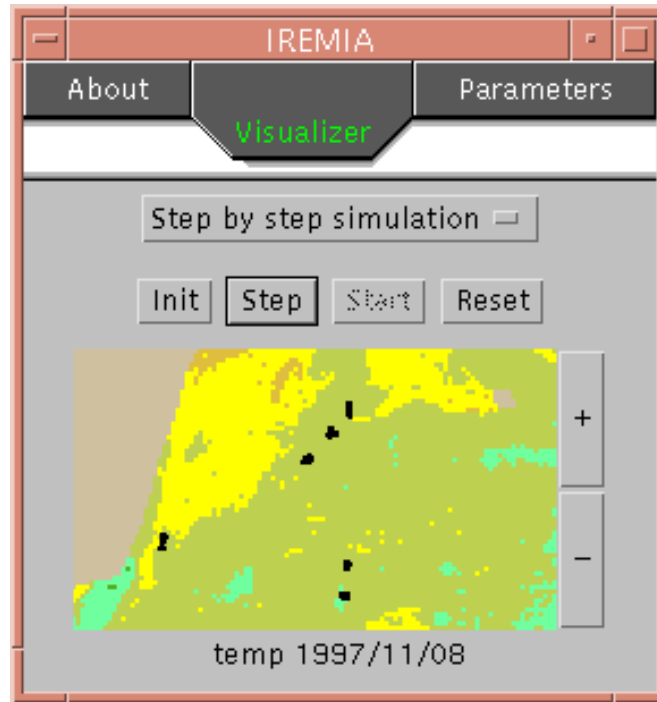 IREMIA
About
Visualizer
Parameters
Step by step simulation
Init Step Start Reset
+
-
temp 1997/11/08